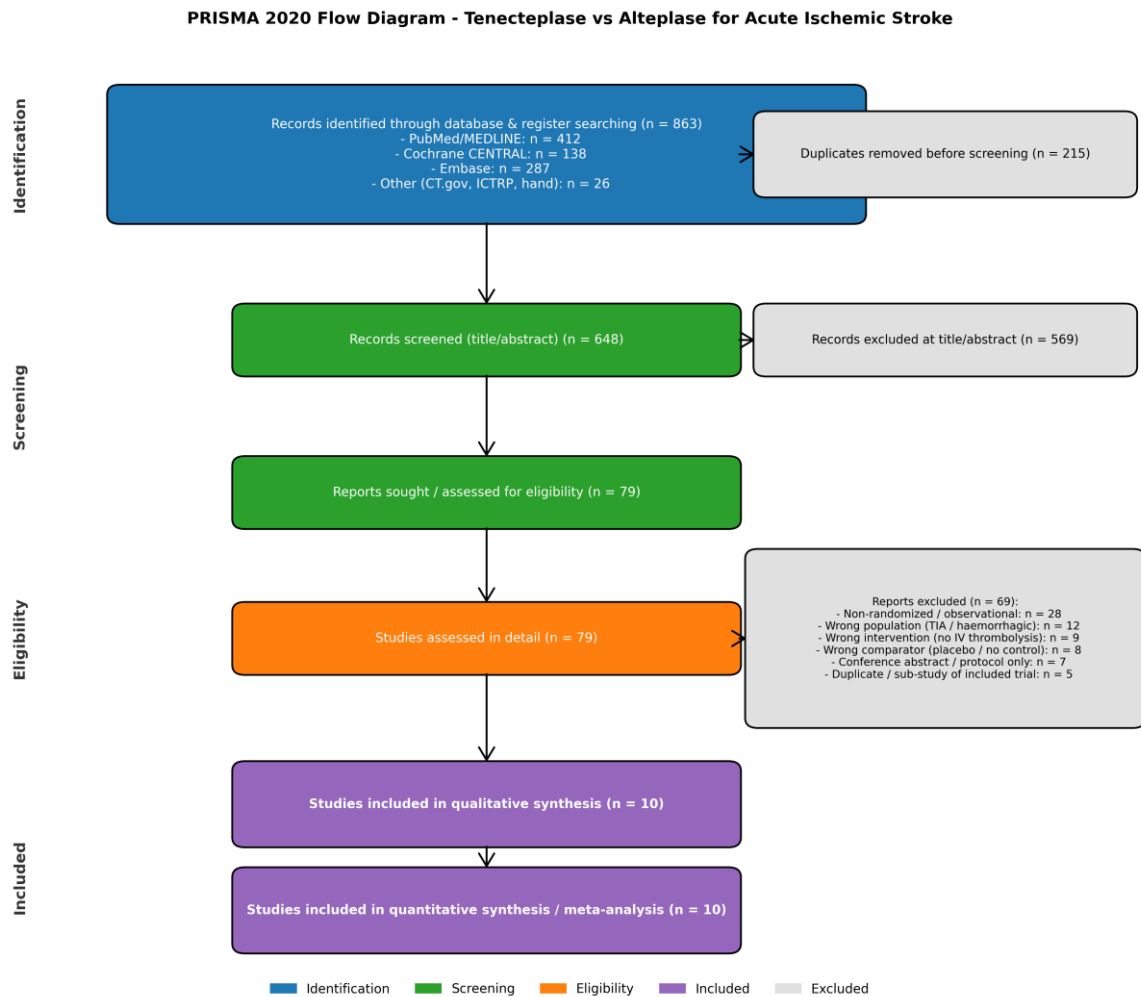 PRISMA 2020 Flow Diagram - Tenecteplase vs Alteplase for Acute Ischemic Stroke
Identification
Records identified through database & register searching (n = 863)
- PubMed/MEDLINE: n = 412
- Cochrane CENTRAL: n = 138
- Embase: n = 287
- Other (CT.gov, ICTRP, hand): n = 26
Duplicates removed before screening (n = 215)
Screening
Records screened (title/abstract) (n = 648)
Records excluded at title/abstract (n = 569)
Reports sought / assessed for eligibility (n = 79)
Eligibility
Studies assessed in detail (n = 79)
Reports excluded (n = 69):
- Non-randomized / observational: n = 28
- Wrong population (TIA / haemorrhagic): n = 12
- Wrong intervention (no IV thrombolysis): n = 9
- Wrong comparator (placebo / no control): n = 8
- Conference abstract / protocol only: n = 7
- Duplicate / sub-study of included trial: n = 5
Included
Studies included in qualitative synthesis (n = 10)
Studies included in quantitative synthesis / meta-analysis (n = 10)
Identification
Screening
Eligibility
Included
Excluded